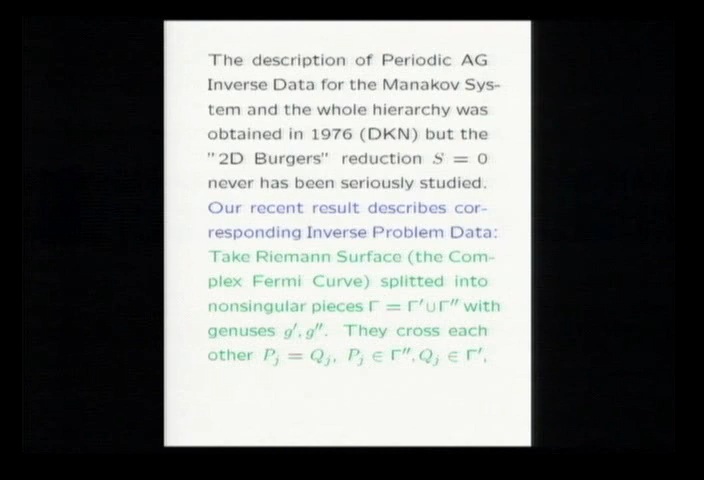 The description of Periodic AG
Inverse Data for the Manakov Sys-
tem and the whole hierarchy was
obtained in 1976 (DKN) but the
"2D Burgers" reduction S = 0
never has been seriously studied.
Our recent result describes cor-
responding Inverse Problem Data:
Take Riemann Surface (the Com-
plex Fermi Curve) splitted into
nonsingular pieces Γ = Γ′∪Γ″ with
genuses g′, g″. They cross each
other P_j = Q_j, P_j ∈ Γ″, Q_j ∈ Γ′,